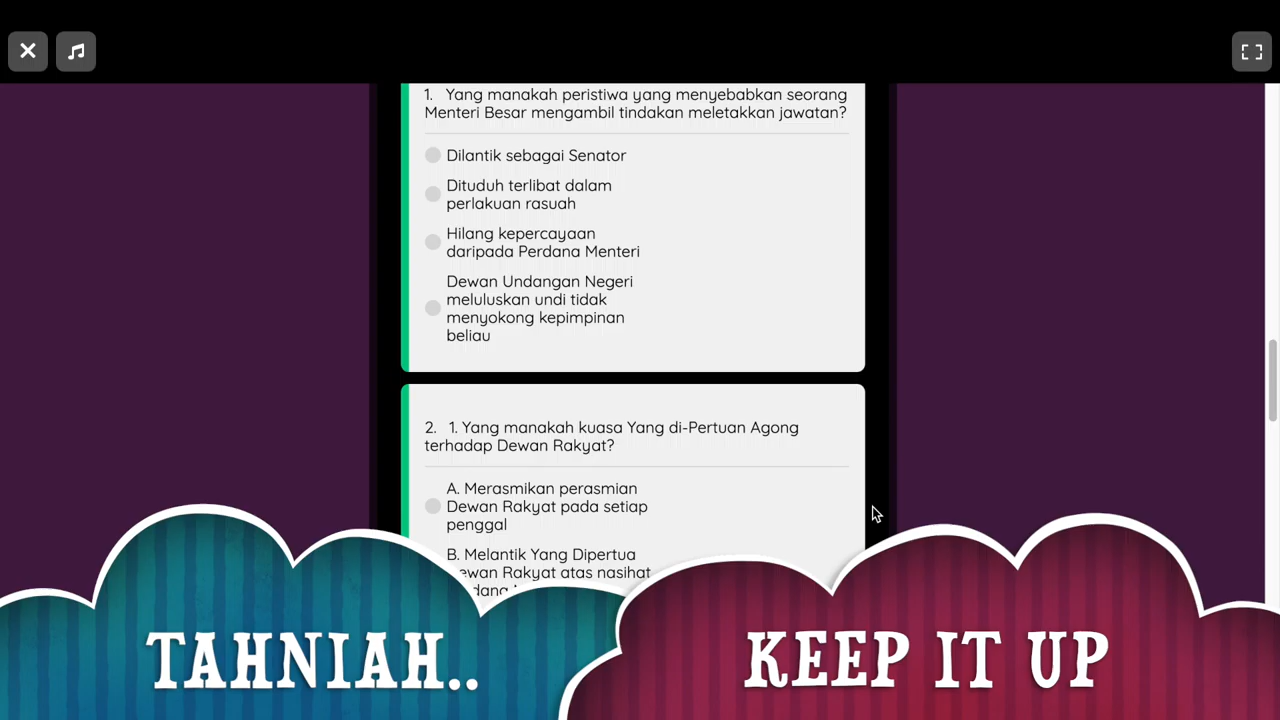 1. Yang manakah peristiwa yang menyebabkan seorang
Menteri Besar mengambil tindakan meletakkan jawatan?
Dilantik sebagai Senator
Dituduh terlibat dalam
perlakuan rasuah
Hilang kepercayaan
daripada Perdana Menteri
Dewan Undangan Negeri
meluluskan undi tidak
menyokong kepimpinan
beliau
2. 1. Yang manakah kuasa Yang di-Pertuan Agong
terhadap Dewan Rakyat?
A. Merasmikan perasmian
Dewan Rakyat pada setiap
penggal
B. Melantik Yang Dipertua
Dewan Rakyat atas nasihat
TAHNIAH..
KEEP IT UP